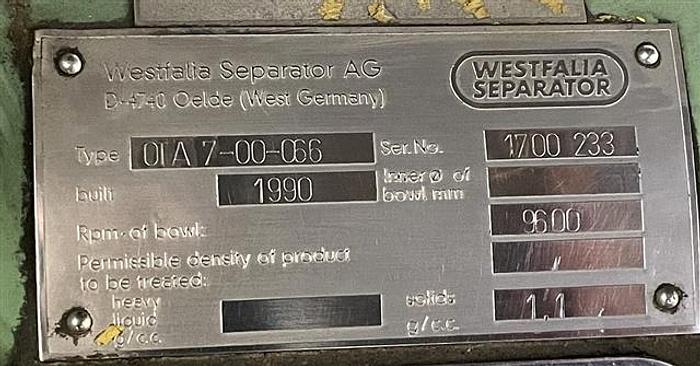 Westfalia Separator AG
D-4740 Oelde (West Germany)
WESTFALIA
SEPARATOR
Type OTA 7-00-066 Ser. No. 1700 233
built 1990 Inner Ø of
bowl mm
Rpm. of bowl: 9600
Permissible density of product
to be treated:
heavy
liquid
g/c.c.
solids
g/c.c. 1,1